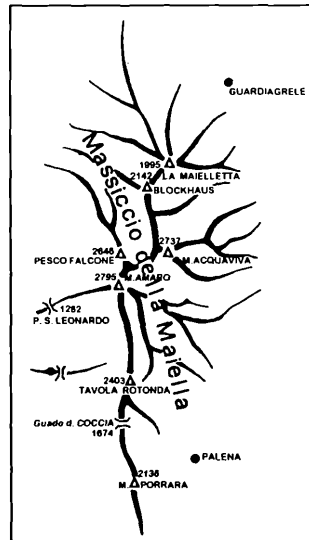 GUARDIAGRELE
1995
LA MAIELLETTA
2142
BLOCKHAUS
Massiccio della Maiella
2737
M. ACQUAVIVA
2646
PESCO FALCONE
2795
M. AMARO
1282
P. S. LEONARDO
2403
TAVOLA ROTONDA
Guado d. COCCIA
1674
PALENA
2136
M. PORRARA